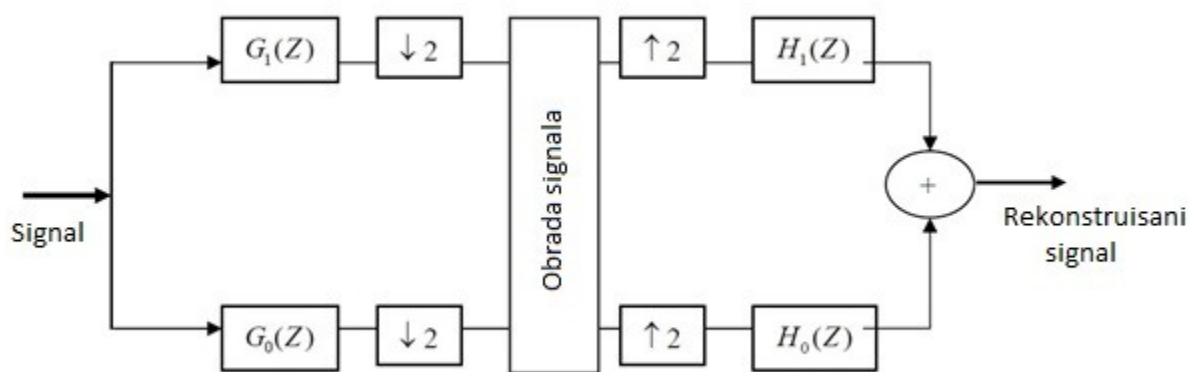 G₁(Z) ↓2 ↑2 H₁(Z)
Obrada signala
+
Signal
Rekonstruisani
signal
G₀(Z) ↓2 ↑2 H₀(Z)